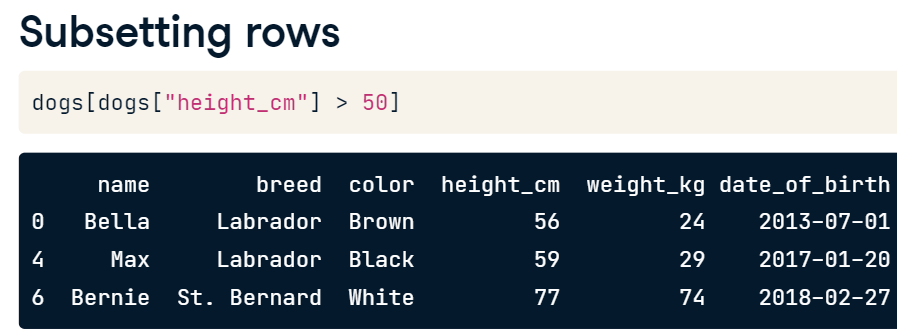 Subsetting rows
dogs[dogs["height_cm"] > 50]
name breed color height_cm weight_kg date_of_birth
0 Bella Labrador Brown 56 24 2013-07-01
4 Max Labrador Black 59 29 2017-01-20
6 Bernie St. Bernard White 77 74 2018-02-27